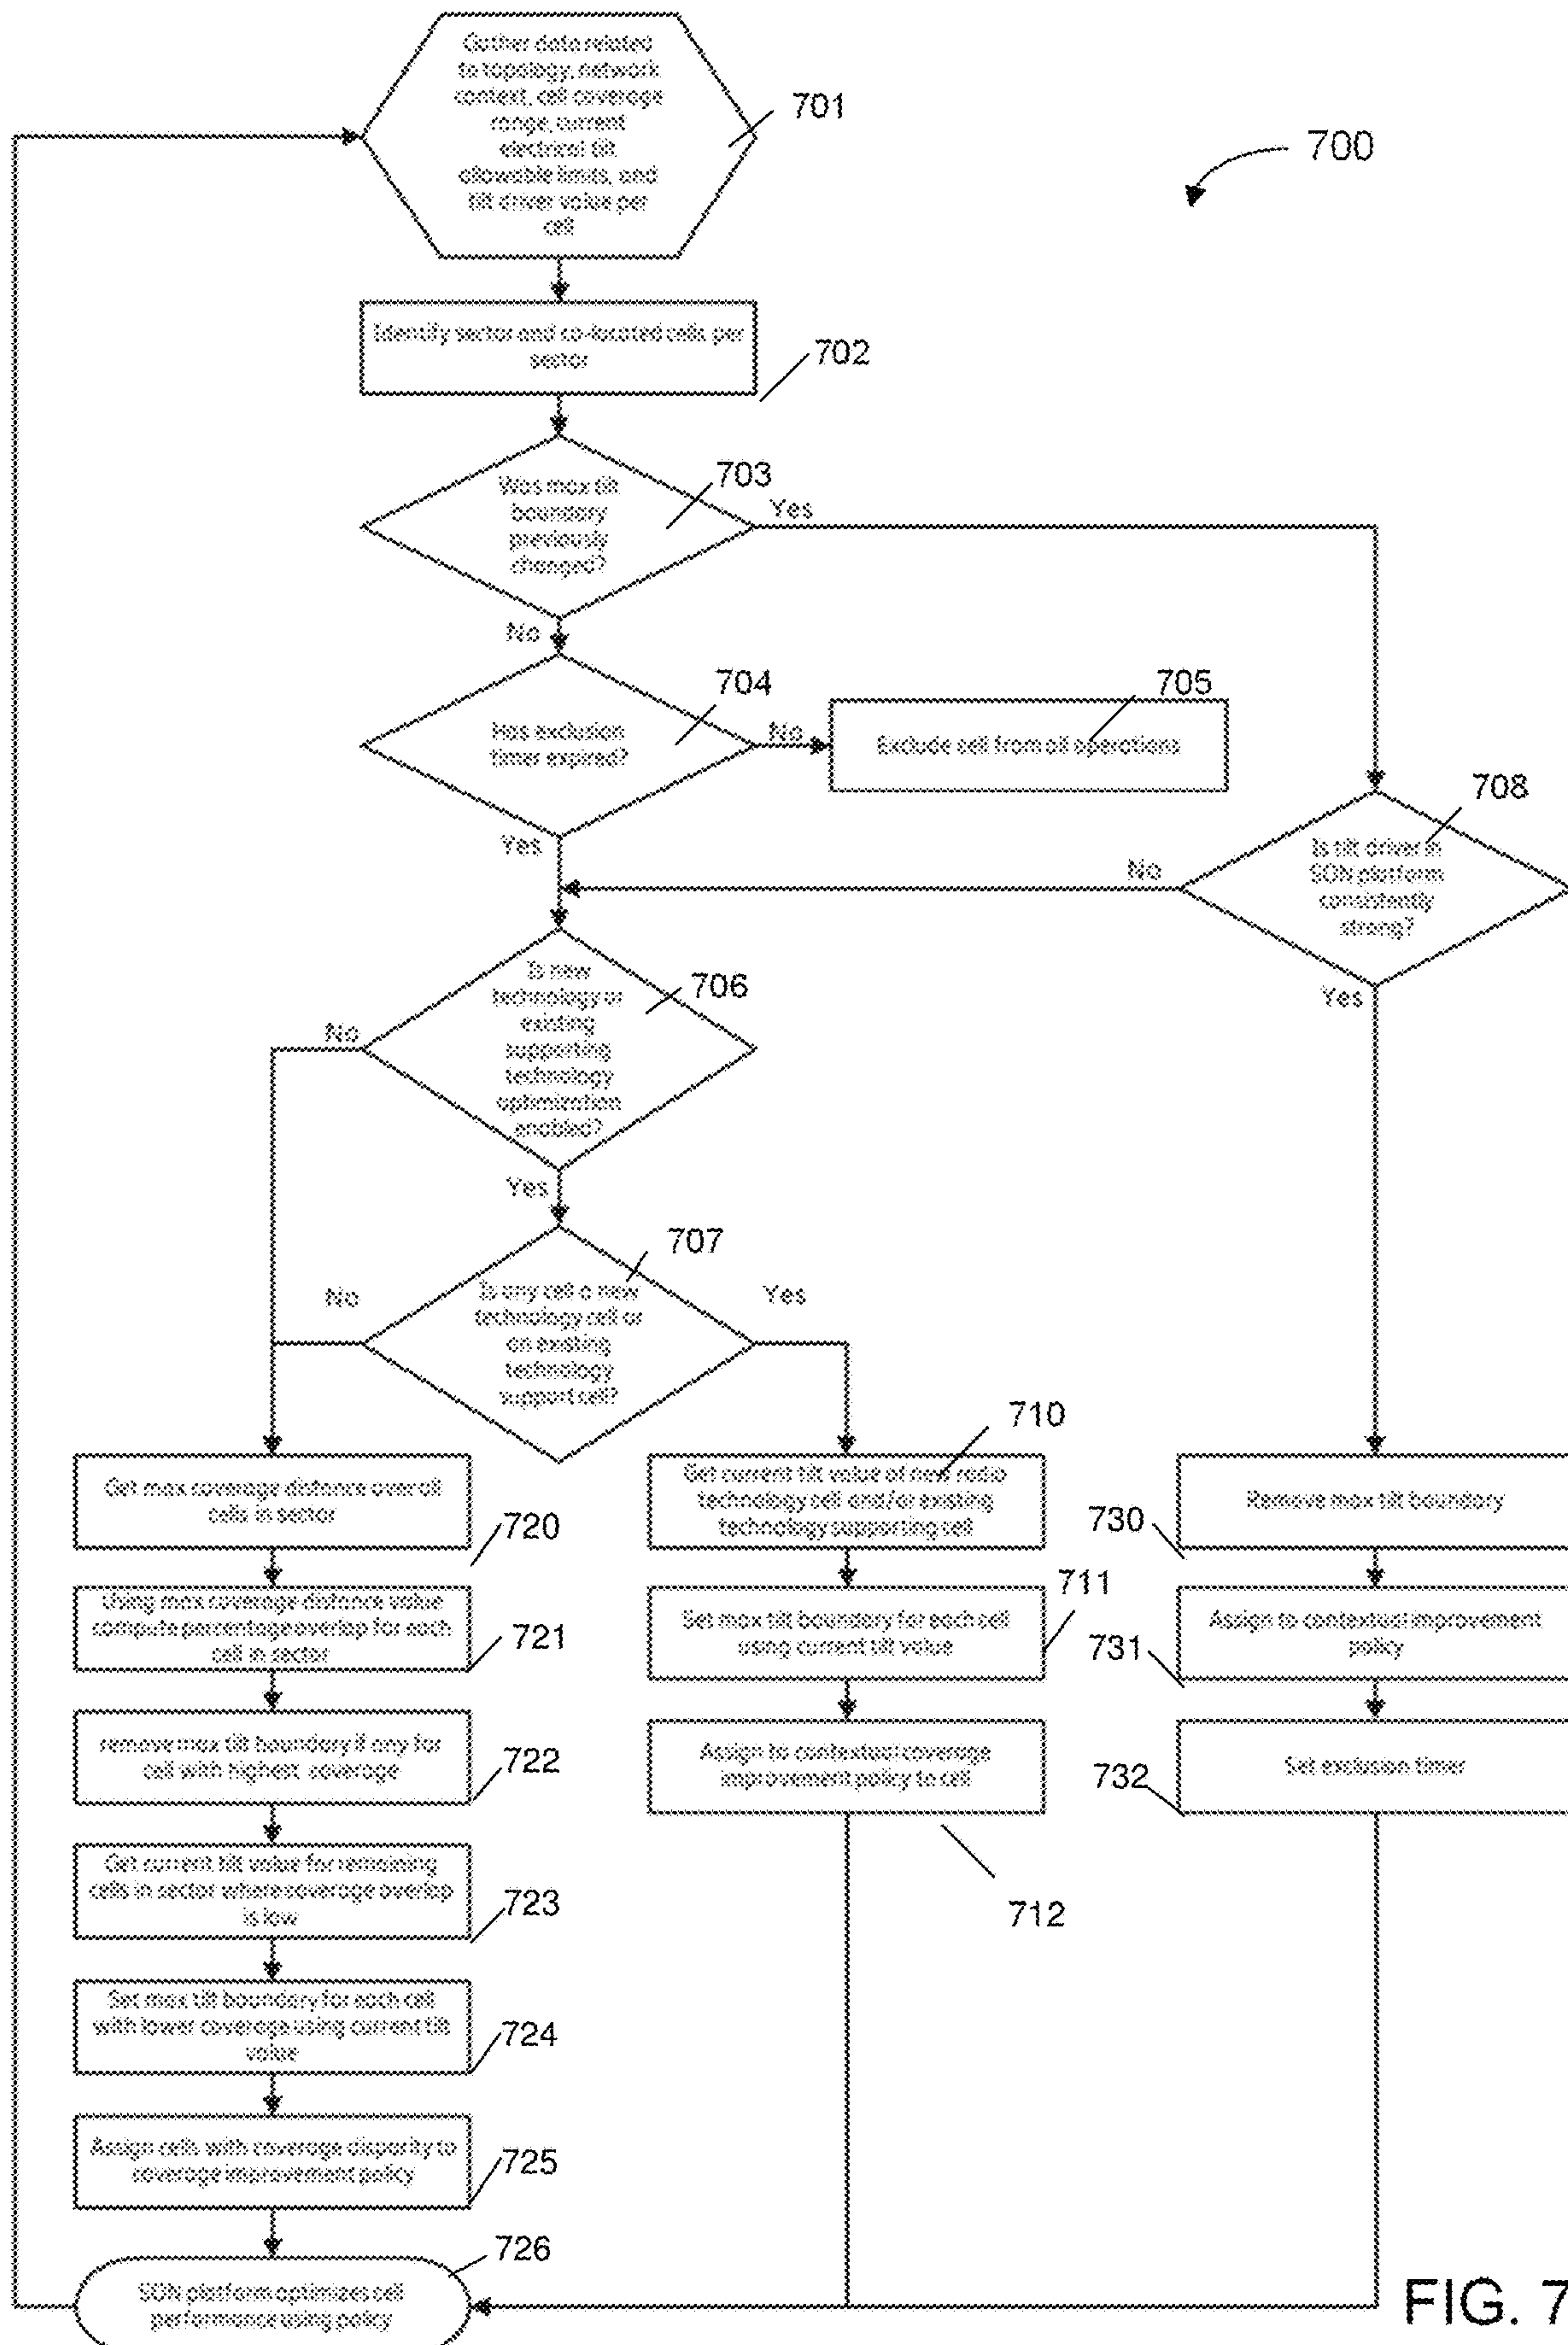 Gather data related
to topology, network
context, cell coverage
range, current
electrical tilt
allowable limits, and
tilt driver value per
cell
701
700
Identify sector and co-located cells per
sector
702
Was max tilt
boundary
previously
changed?
703
Yes
No
Has exclusion
timer expired?
704
No
Exclude cell from all operations
705
Yes
Is tilt driver in
SON platform
consistently
strong?
708
No
Yes
Is new
technology or
existing
supporting
technology
optimization
enabled?
706
No
Yes
Is any cell a new
technology cell or
an existing
technology
support cell?
707
No
Yes
Get max coverage distance over all
cells in sector
720
Using max coverage distance value
compute percentage overlap for each
cell in sector
721
remove max tilt boundary if any for
cell with highest coverage
722
Get current tilt value for remaining
cells in sector where coverage overlap
is low
723
Set max tilt boundary for each cell
with lower coverage using current tilt
value
724
Assign cells with coverage disparity to
coverage improvement policy
725
SON platform optimizes cell
performance using policy
726
Get current tilt value of new radio
technology cell and/or existing
technology supporting cell
710
Set max tilt boundary for each cell
using current tilt value
711
Assign to contextual coverage
improvement policy to cell
712
Remove max tilt boundary
730
Assign to contextual improvement
policy
731
Set exclusion timer
732
FIG. 7